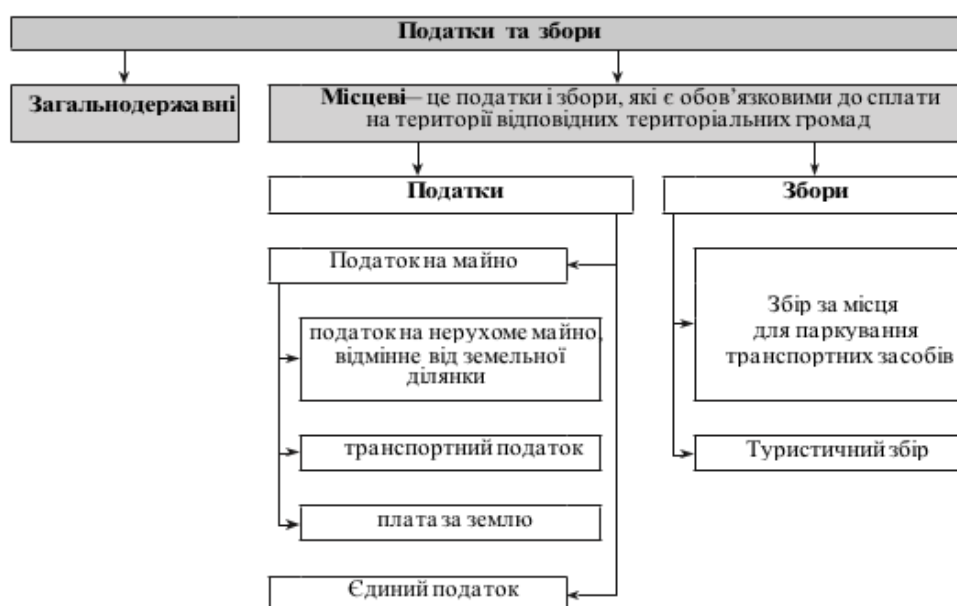 Податки та збори
Загальнодержавні
Місцеві– це податки і збори, які є обов’язковими до сплати
на території відповідних територіальних громад
Податки
Збори
Податок на майно
податок на нерухоме майно,
відмінне від земельної
ділянки
транспортний податок
плата за землю
Єдиний податок
Збір за місця
для паркування
транспортних засобів
Туристичний збір